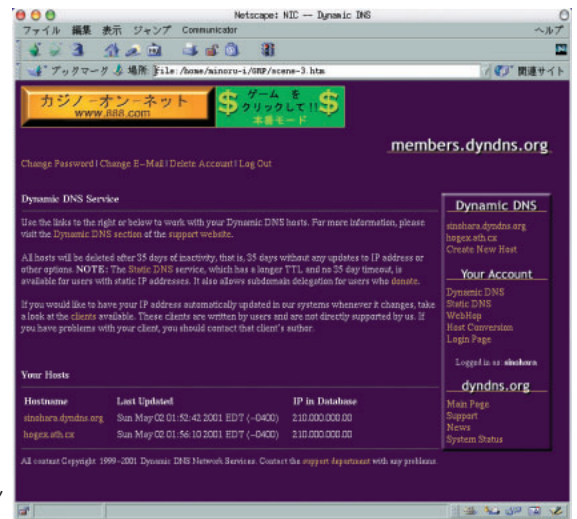 Netscape: NIC -- Dynamic DNS
ファイル 編集 表示 ジャンプ Communicator ヘルプ
ブックマーク 場所: file:/home/minoru-i/GMP/scene-3.htm 関連サイト
カジノ-オン-ネット
www.888.com
$ ゲーム を
クリックして!! $
本番モード
members.dyndns.org
Change Password | Change E-Mail | Delete Account | Log Out
Dynamic DNS Service
Use the links to the right or below to work with your Dynamic DNS hosts. For more information, please
visit the Dynamic DNS section of the support website.
All hosts will be deleted after 35 days of inactivity, that is, 35 days without any updates to IP address or
other options. NOTE: The Static DNS service, which has a longer TTL and no 35 day timeout, is
available for users with static IP addresses. It also allows subdomain delegation for users who donate.
If you would like to have your IP address automatically updated in our systems whenever it changes, take
a look at the clients available. These clients are written by users and are not directly supported by us. If
you have problems with your client, you should contact that client's author.
Your Hosts
Hostname Last Updated IP in Database
sinohara.dyndns.org Sun May 02 01:52:42 2001 EDT (-0400) 210.000.000.00
hogex.ath.cx Sun May 02 01:56:10 2001 EDT (-0400) 210.000.000.00
All content Copyright 1999-2001 Dynamic DNS Network Services. Contact the support department with any problems.
Dynamic DNS
sinohara.dyndns.org
hogex.ath.cx
Create New Host
Your Account
Dynamic DNS
Static DNS
WebHop
Host Conversion
Login Page
Logged in as: sinohara
dyndns.org
Main Page
Support
News
System Status